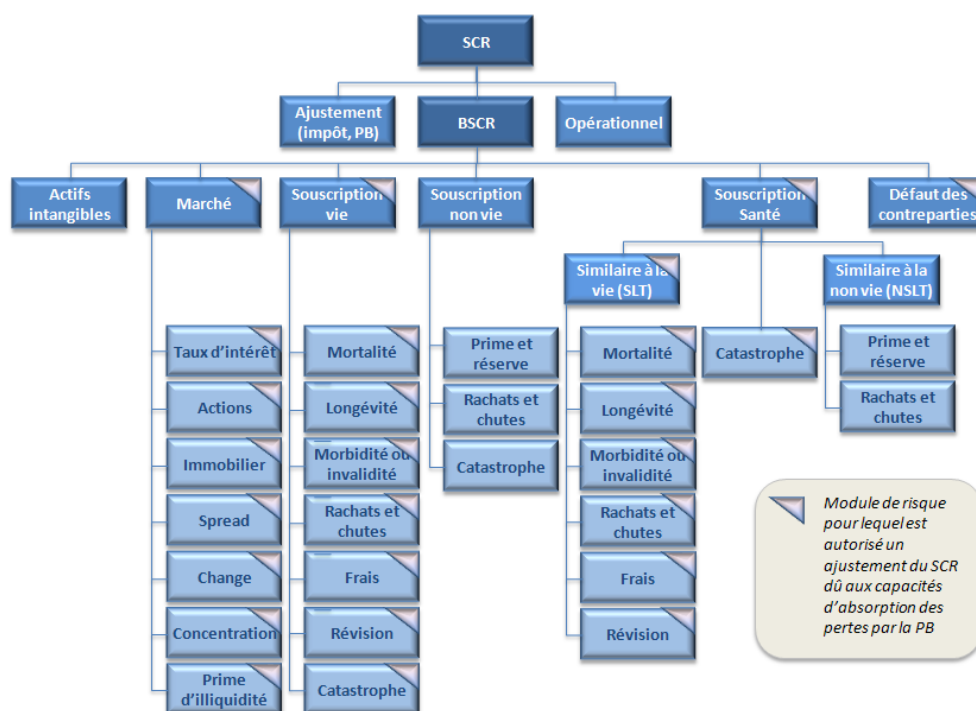 SCR
Ajustement
(impôt, PB)
BSCR
Opérationnel
Actifs
intangibles
Marché
Souscription
vie
Souscription
non vie
Souscription
Santé
Défaut des
contreparties
Similaire à la
vie (SLT)
Similaire à la
non vie (NSLT)
Taux d'intérêt
Actions
Immobilier
Spread
Change
Concentration
Prime
d'illiquidité
Mortalité
Longévité
Morbidité ou
invalidité
Rachats et
chutes
Frais
Révision
Catastrophe
Prime et
réserve
Rachats et
chutes
Catastrophe
Mortalité
Longévité
Morbidité ou
invalidité
Rachats et
chutes
Frais
Révision
Catastrophe
Prime et
réserve
Rachats et
chutes
Module de risque
pour lequel est
autorisé un
ajustement du SCR
dû aux capacités
d'absorption des
pertes par la PB